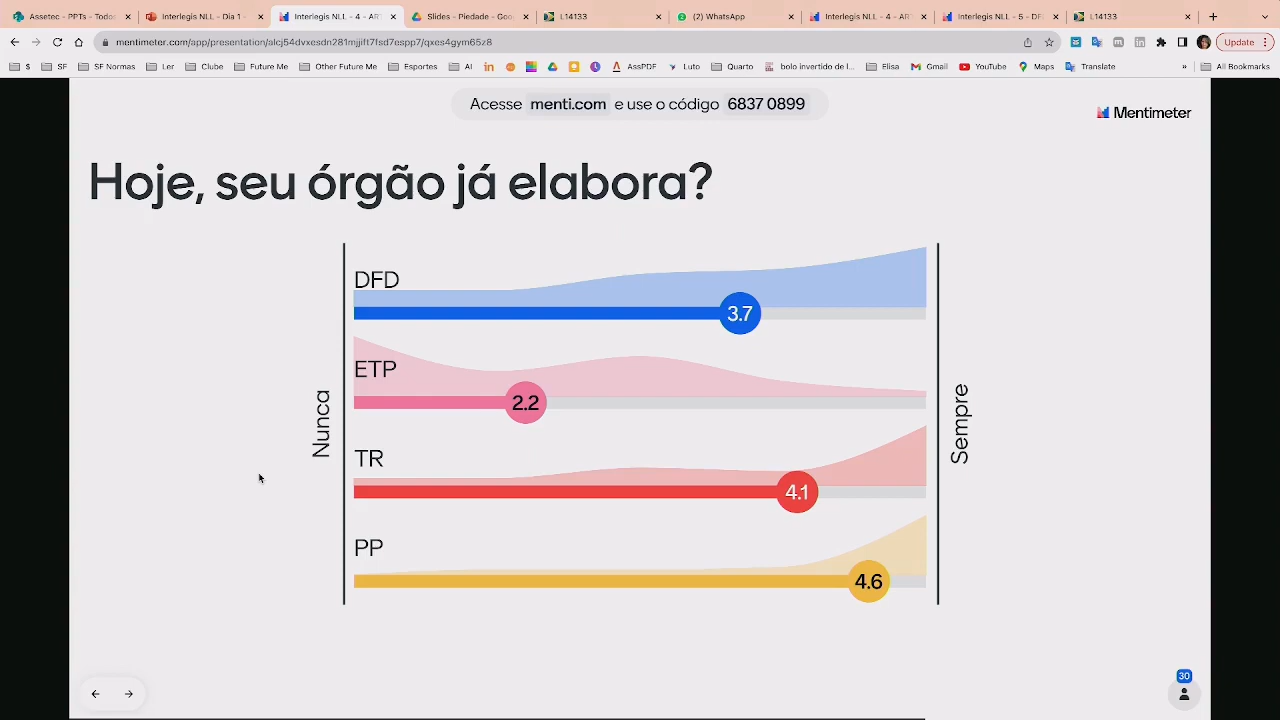 Assetec - PPTs - Todos
Interlegis NLL - Dia 1 -
Interlegis NLL - 4 - ART
Slides - Piedade - Goo
L14133
(2) WhatsApp
Interlegis NLL - 4 - ART
Interlegis NLL - 5 - DF
L14133
mentimeter.com/app/presentation/slcj54dvxesdn281mjjift7fsd7espp7/qxes4gym65z8
Update
$
SF
SF Normas
Ler
Clube
Future Me
Other Future Me
Esportes
AI
AssPDF
Luto
Quarto
bolo invertido de l...
Elisa
Gmail
YouTube
Maps
Translate
»
All Bookmarks
Acesse menti.com e use o código 6837 0899
Mentimeter
Hoje, seu órgão já elabora?
DFD
3.7
ETP
2.2
Nunca
Sempre
TR
4.1
PP
4.6
30